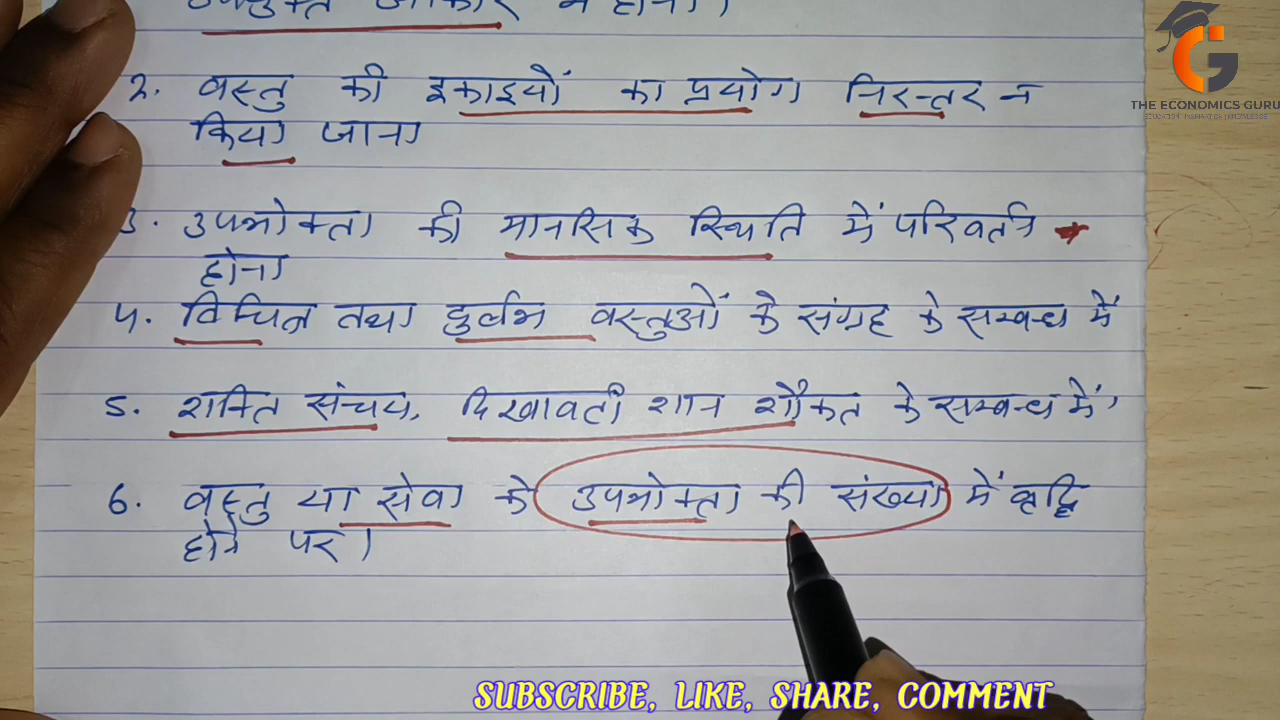 उपयुक्त आकार में होना।
2. वस्तु की इकाइयों का प्रयोग निरन्तर न
किया जाना
3. उपभोक्ता की मानसिक स्थिति में परिवर्तन
होना
4. विचित्र तथा दुर्लभ वस्तुओं के संग्रह के सम्बन्ध में
5. शक्ति संचय, दिखावटी शान शौकत के सम्बन्ध में,
6. वस्तु या सेवा के उपभोक्ता की संख्या में वृद्धि
होने पर।
G
THE ECONOMICS GURU
SUBSCRIBE, LIKE, SHARE, COMMENT